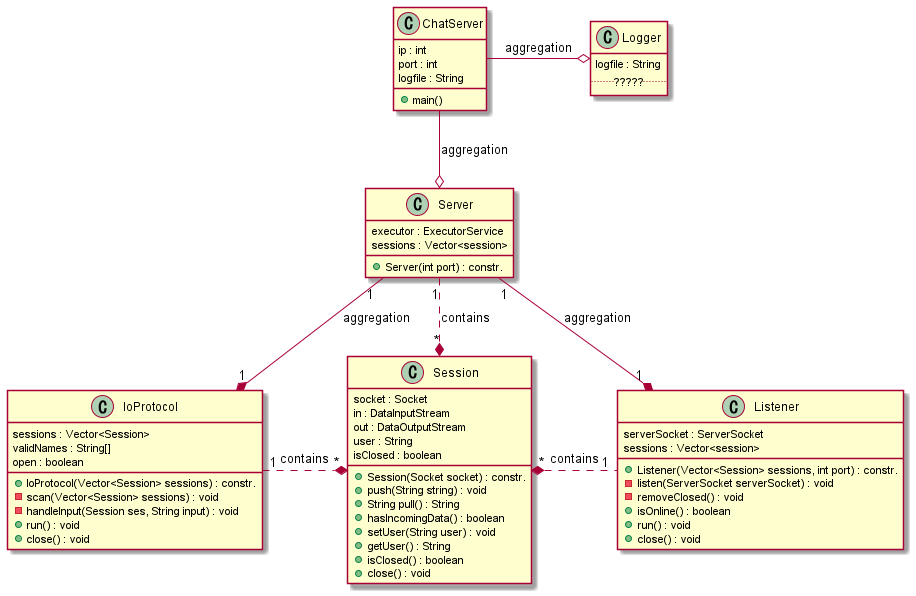 C ChatServer
ip : int
port : int
logfile : String
main()
aggregation
C Logger
logfile : String
?????
aggregation
C Server
executor : ExecutorService
sessions : Vector<session>
Server(int port) : constr.
1
1
1
aggregation
contains
aggregation
1
*
1
C IoProtocol
sessions : Vector<Session>
validNames : String[]
open : boolean
IoProtocol(Vector<Session> sessions) : constr.
scan(Vector<Session> sessions) : void
handleInput(Session ses, String input) : void
run() : void
close() : void
1 contains *
C Session
socket : Socket
in : DataInputStream
out : DataOutputStream
user : String
isClosed : boolean
Session(Socket socket) : constr.
push(String string) : void
String pull() : String
hasIncomingData() : boolean
setUser(String user) : void
getUser() : String
isClosed() : boolean
close() : void
* contains 1
C Listener
serverSocket : ServerSocket
sessions : Vector<session>
Listener(Vector<Session> sessions, int port) : constr.
listen(ServerSocket serverSocket) : void
removeClosed() : void
isOnline() : boolean
run() : void
close() : void